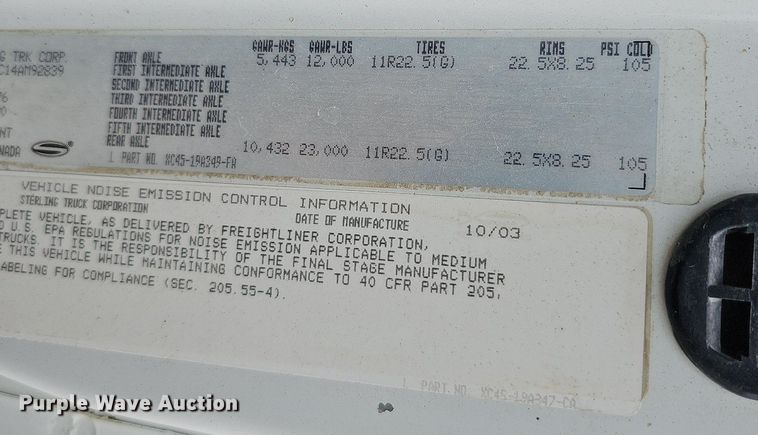 GAWR-KGS GAWR-LBS TIRES RIMS PSI COLD
G TRK CORP. FRONT AXLE 5,443 12,000 11R22.5(G) 22.5X8.25 105
C14AM92839 FIRST INTERMEDIATE AXLE
SECOND INTERMEDIATE AXLE
THIRD INTERMEDIATE AXLE
FOURTH INTERMEDIATE AXLE
NT FIFTH INTERMEDIATE AXLE
NADA REAR AXLE 10,432 23,000 11R22.5(G) 22.5X8.25 105
L PART NO. XC45-19A349-FA
VEHICLE NOISE EMISSION CONTROL INFORMATION
STERLING TRUCK CORPORATION DATE OF MANUFACTURE 10/03
PLETE VEHICLE, AS DELIVERED BY FREIGHTLINER CORPORATION,
D U.S. EPA REGULATIONS FOR NOISE EMISSION APPLICABLE TO MEDIUM
TRUCKS. IT IS THE RESPONSIBILITY OF THE FINAL STAGE MANUFACTURER
E THIS VEHICLE WHILE MAINTAINING CONFORMANCE TO 40 CFR PART 205,
ABELING FOR COMPLIANCE (SEC. 205.55-4).
L PART.NO. XC45-19A347-CA
Purple Wave Auction